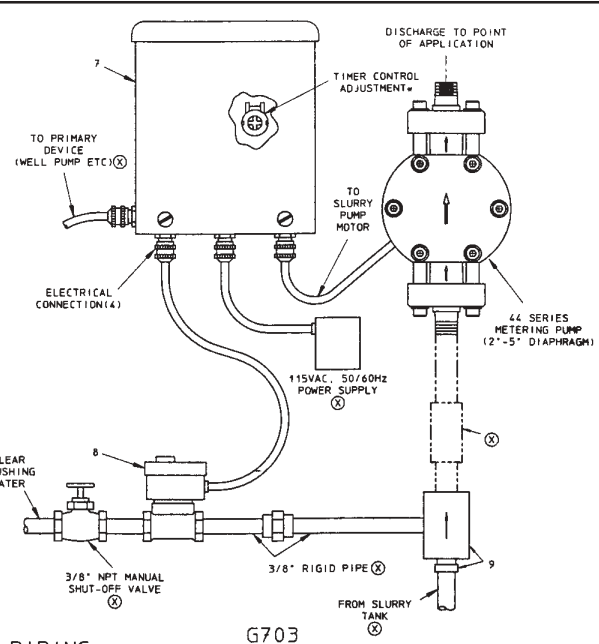 DISCHARGE TO POINT
OF APPLICATION
7
TIMER CONTROL
ADJUSTMENT*
TO PRIMARY
DEVICE
(WELL PUMP ETC) Ⓧ
TO
SLURRY
PUMP
MOTOR
ELECTRICAL
CONNECTION(4)
44 SERIES
METERING PUMP
(2"-5" DIAPHRAGM)
115VAC, 50/60Hz
POWER SUPPLY
Ⓧ
Ⓧ
8
LEAR
USHING
ATER
3/8" RIGID PIPE Ⓧ
9
3/8" NPT MANUAL
SHUT-OFF VALVE
Ⓧ
FROM SLURRY
TANK
Ⓧ
G703